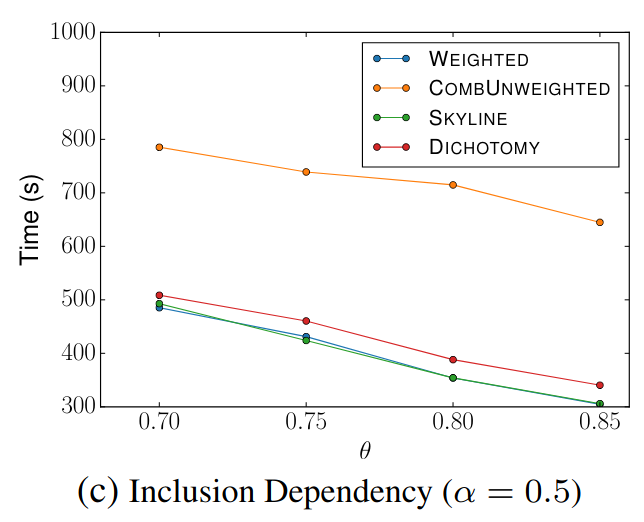 1000
900
800
700
600
500
400
300
Time (s)
WEIGHTED
COMBUNWEIGHTED
SKYLINE
DICHOTOMY
0.70 0.75 0.80 0.85
θ
(c) Inclusion Dependency (α = 0.5)